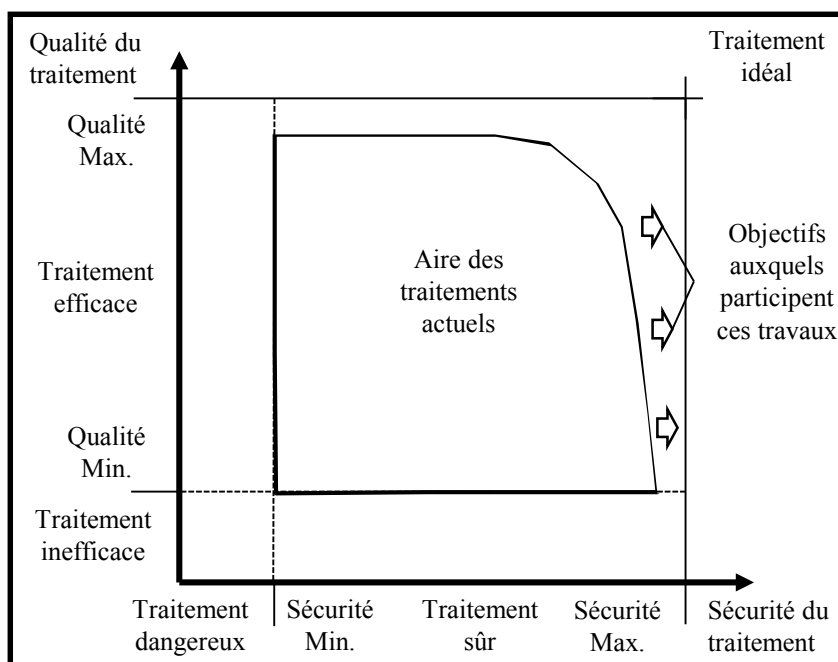 Qualité du
traitement
Traitement
idéal
Qualité
Max.
Traitement
efficace
Aire des
traitements
actuels
Objectifs
auxquels
participent
ces travaux
Qualité
Min.
Traitement
inefficace
Traitement
dangereux
Sécurité
Min.
Traitement
sûr
Sécurité
Max.
Sécurité du
traitement